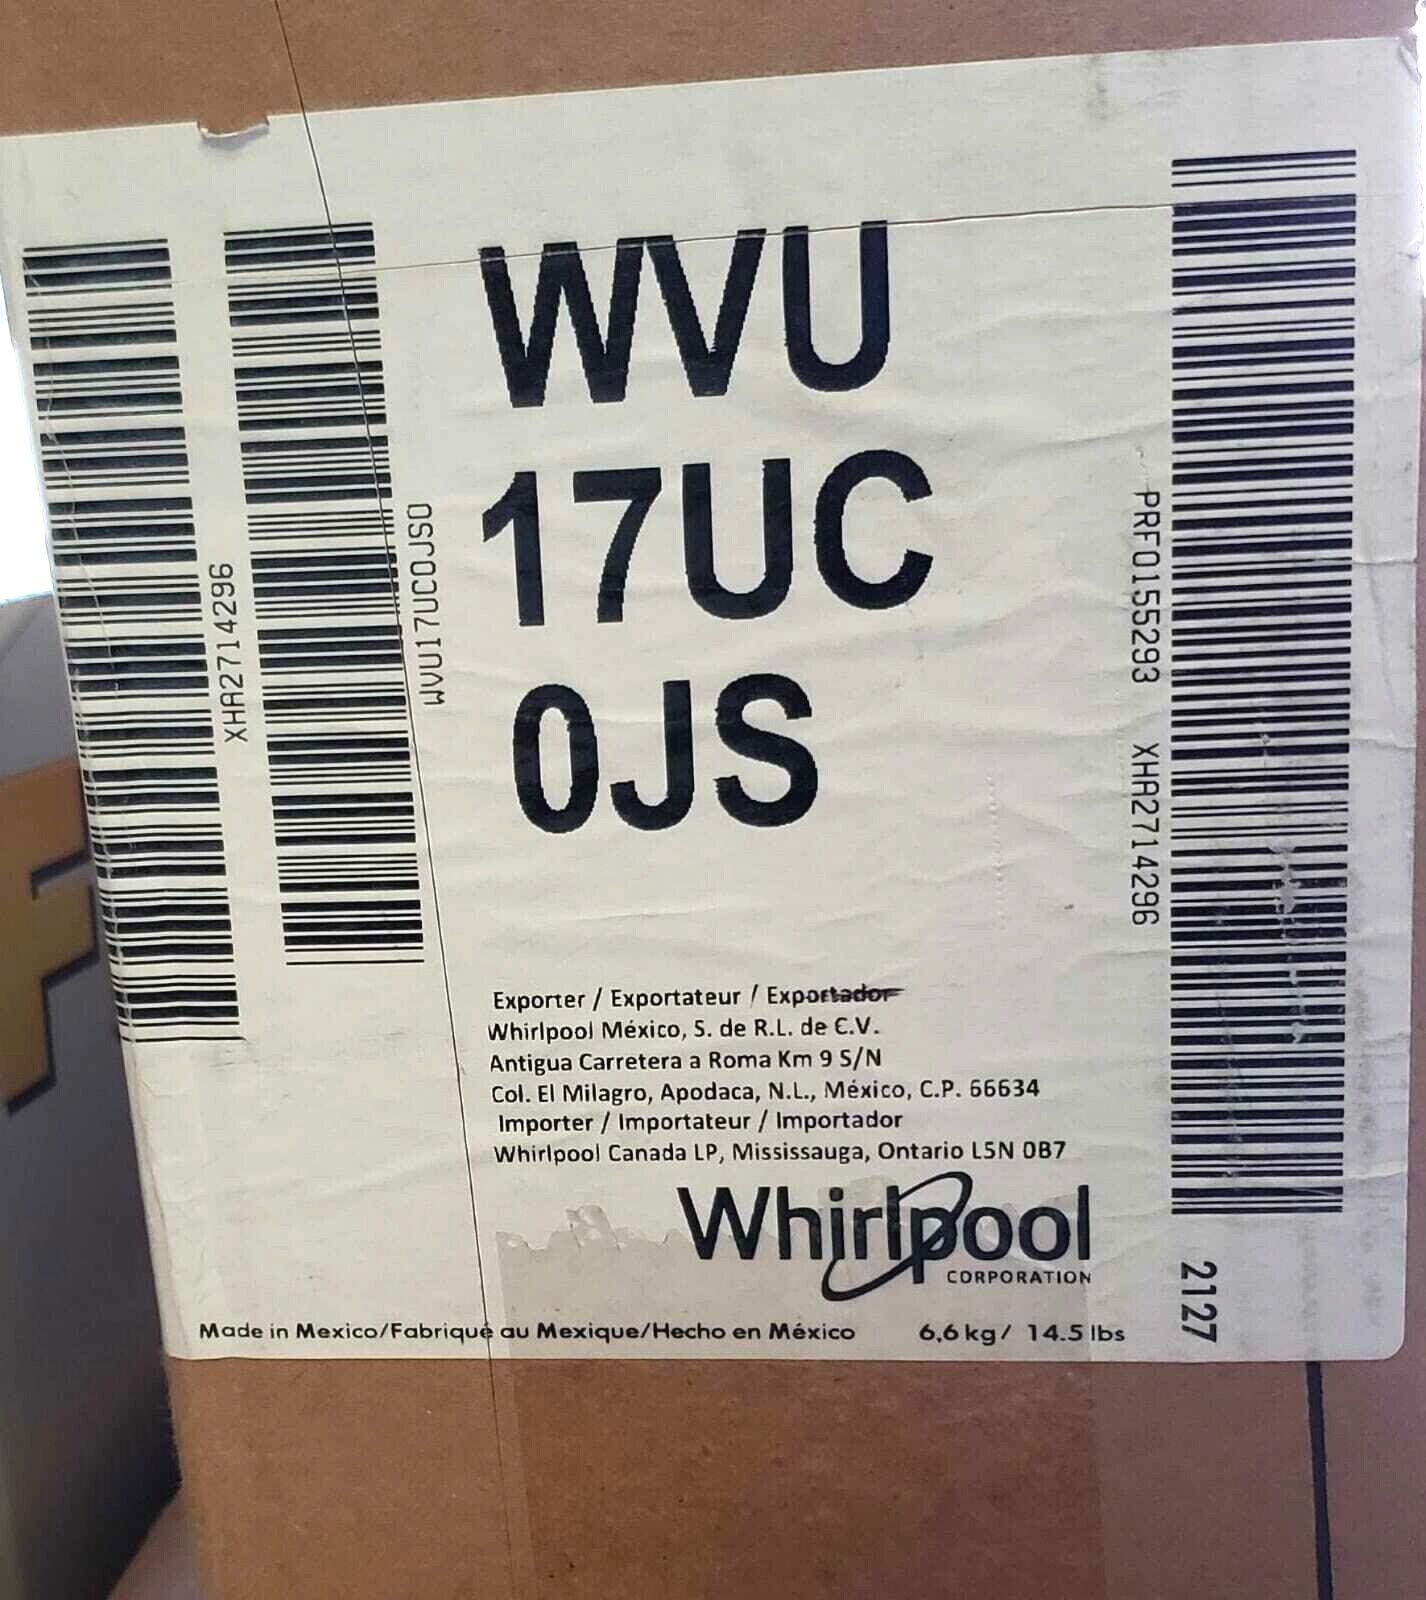 WVU
17UC
0JS
XHA2714296
WVU17UC0JS0
PRF0155293 XHA2714296
Exporter / Exportateur / Exportador
Whirlpool México, S. de R.L. de C.V.
Antigua Carretera a Roma Km 9 S/N
Col. El Milagro, Apodaca, N.L., México, C.P. 66634
Importer / Importateur / Importador
Whirlpool Canada LP, Mississauga, Ontario L5N 0B7
Whirlpool
CORPORATION
2127
Made in Mexico/Fabriqué au Mexique/Hecho en México 6,6 kg/ 14.5 lbs
F